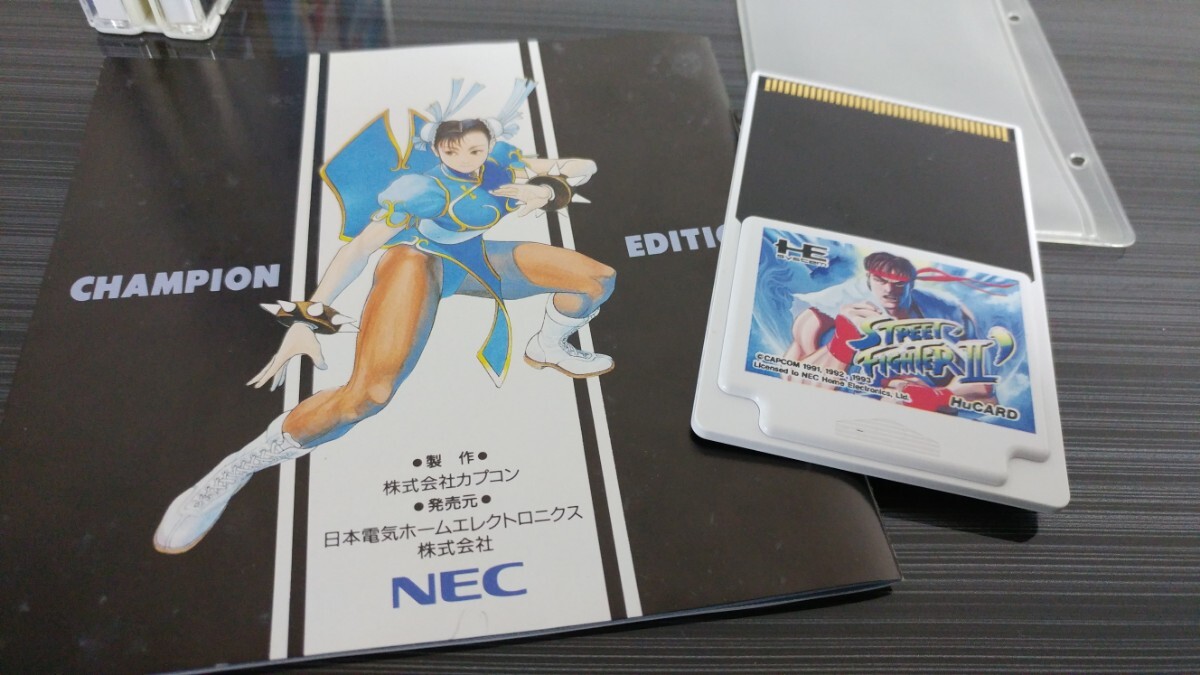 CHAMPION
●製 作●
株式会社カプコン
●発売元●
日本電気ホームエレクトロニクス
株式会社
NEC
HE
system
STREET
FIGHTER II'
©CAPCOM 1991, 1992, 1993
Licensed to NEC Home Electronics, Ltd.
HuCARD